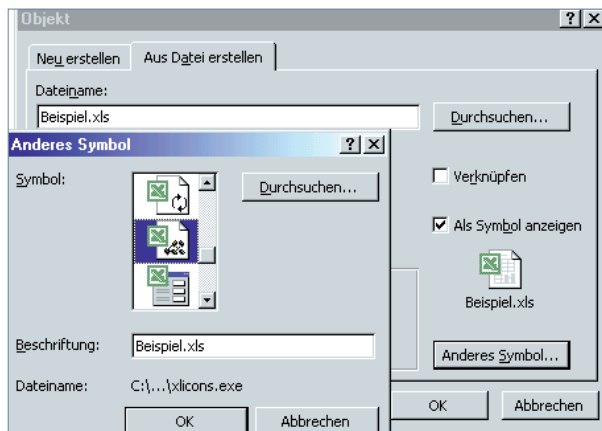 Objekt
Neu erstellen
Aus Datei erstellen
Dateiname:
Beispiel.xls
Durchsuchen...
Verknüpfen
Als Symbol anzeigen
Beispiel.xls
Anderes Symbol...
OK
Abbrechen
Anderes Symbol
Symbol:
Durchsuchen...
Beschriftung:
Beispiel.xls
Dateiname:
C:\...\xlicons.exe
OK
Abbrechen